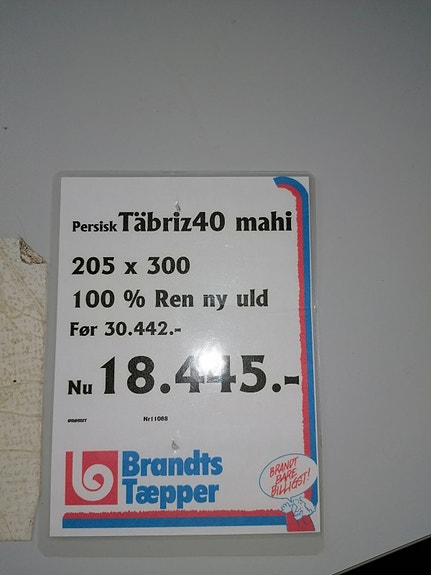 Persisk Täbriz40 mahi
205 x 300
100 % Ren ny uld
Før 30.442.-
Nu 18.445.-
Nr11068
Brandts
Tæpper
BRANDT
BARE
BILLIGST!